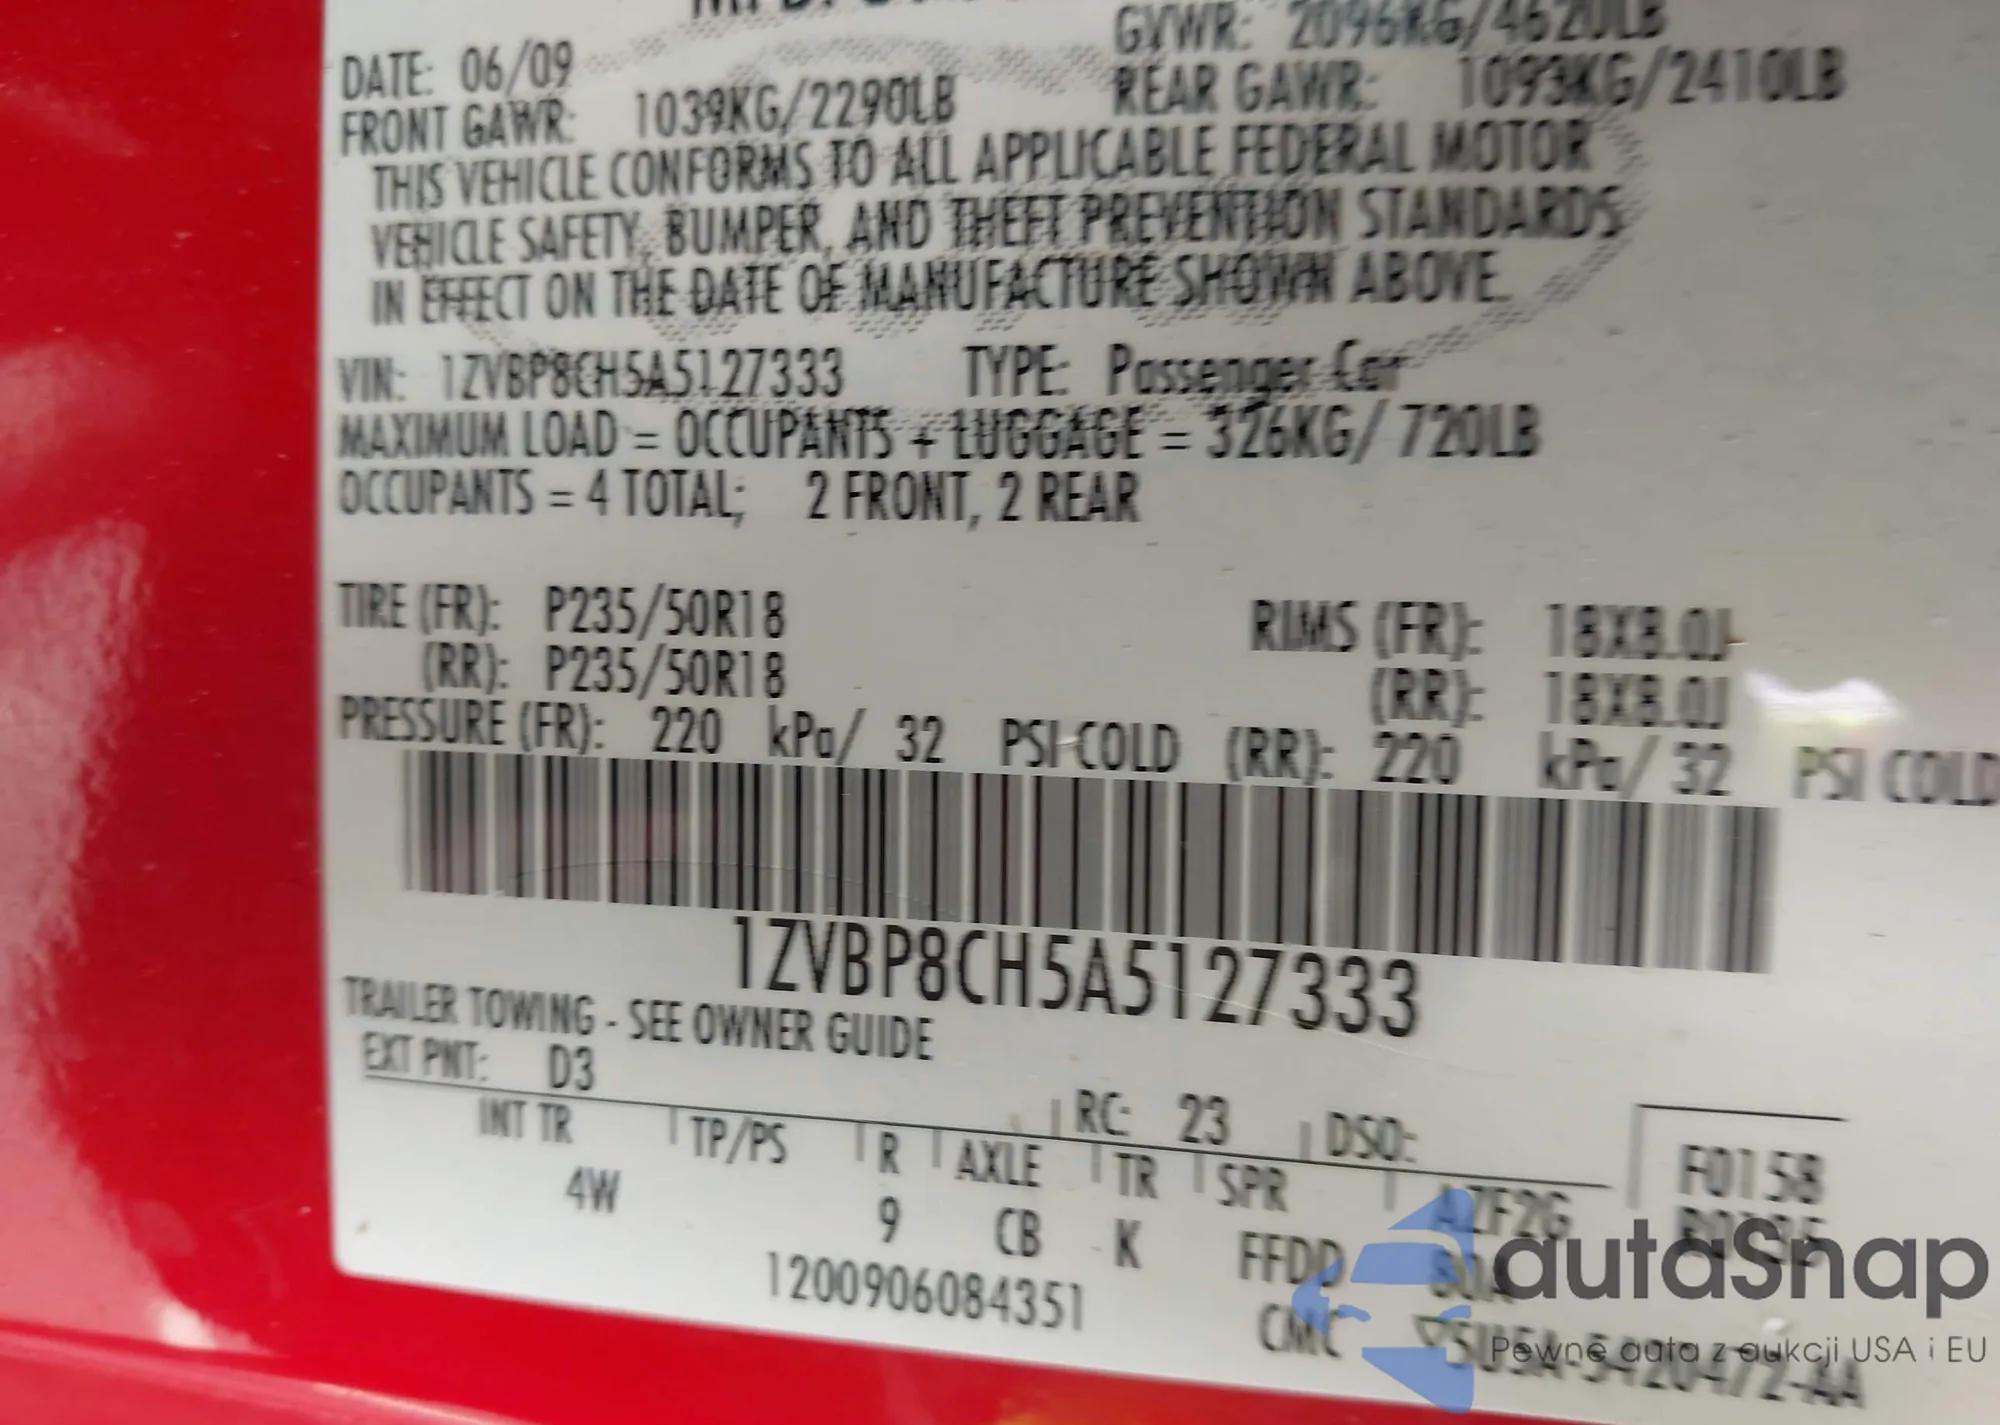 GVWR: 2096KG/4620LB
DATE: 06/09
FRONT GAWR: 1039KG/2290LB REAR GAWR: 1093KG/2410LB
THIS VEHICLE CONFORMS TO ALL APPLICABLE FEDERAL MOTOR
VEHICLE SAFETY, BUMPER, AND THEFT PREVENTION STANDARDS
IN EFFECT ON THE DATE OF MANUFACTURE SHOWN ABOVE.
VIN: 1ZVBP8CH5A5127333 TYPE: Passenger Car
MAXIMUM LOAD = OCCUPANTS + LUGGAGE = 326KG/ 720LB
OCCUPANTS = 4 TOTAL; 2 FRONT, 2 REAR
TIRE (FR): P235/50R18 RIMS (FR): 18X8.0J
(RR): P235/50R18 (RR): 18X8.0J
PRESSURE (FR): 220 kPa/ 32 PSI COLD (RR): 220 kPa/ 32 PSI COLD
1ZVBP8CH5A5127333
TRAILER TOWING - SEE OWNER GUIDE
EXT PNT: D3 RC: 23 DSO: F0158
INT TR TP/PS R AXLE TR SPR AZF2G
4W 9 CB K FFDD
1200906084351 CMC
autaSnap
Pewne auta z aukcji USA i EU